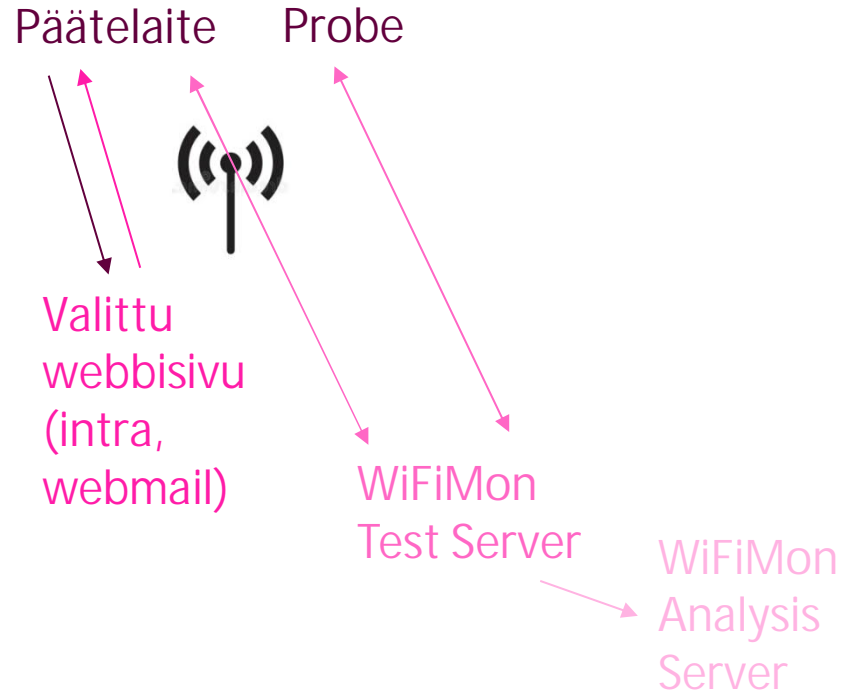 Päätelaite
Probe
Valittu
webbisivu
(intra,
webmail)
WiFiMon
Test Server
WiFiMon
Analysis
Server